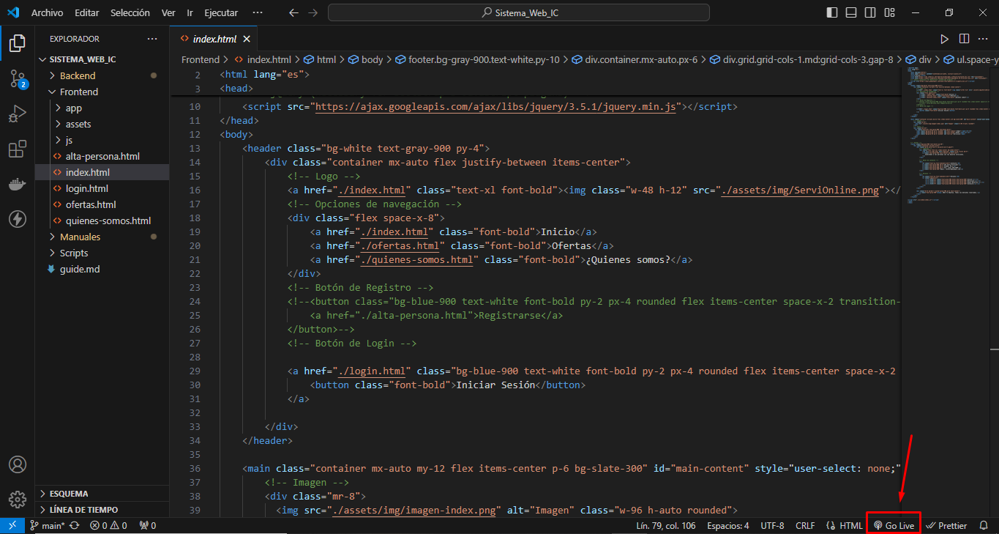 Archivo Editar Selección Ver Ir Ejecutar ··· Sistema_Web_IC
EXPLORADOR ···
SISTEMA_WEB_IC
Backend
Frontend
app
assets
js
alta-persona.html
index.html
login.html
ofertas.html
quienes-somos.html
Manuales
Scripts
guide.md
ESQUEMA
LÍNEA DE TIEMPO
2
index.html
Frontend > index.html > html > body > footer.bg-gray-900.text-white.py-10 > div.container.mx-auto.px-6 > div.grid.grid-cols-1.md:grid-cols-3.gap-8 > div > ul.space-y
2 <html lang="es">
3 <head>
10 <script src="https://ajax.googleapis.com/ajax/libs/jquery/3.5.1/jquery.min.js"></script>
11 </head>
12 <body>
13 <header class="bg-white text-gray-900 py-4">
14 <div class="container mx-auto flex justify-between items-center">
15 <!-- Logo -->
16 <a href="./index.html" class="text-xl font-bold"><img class="w-48 h-12" src="./assets/img/ServiOnline.png"></
17 <!-- Opciones de navegación -->
18 <div class="flex space-x-8">
19 <a href="./index.html" class="font-bold">Inicio</a>
20 <a href="./ofertas.html" class="font-bold">Ofertas</a>
21 <a href="./quienes-somos.html" class="font-bold">¿Quienes somos?</a>
22 </div>
23 <!-- Botón de Registro -->
24 <!--<button class="bg-blue-900 text-white font-bold py-2 px-4 rounded flex items-center space-x-2 transition-
25 <a href="./alta-persona.html">Registrarse</a>
26 </button>-->
27 <!-- Botón de Login -->
28
29 <a href="./login.html" class="bg-blue-900 text-white font-bold py-2 px-4 rounded flex items-center space-x-2
30 <button class="font-bold">Iniciar Sesión</button>
31 </a>
32
33 </div>
34 </header>
35
36 <main class="container mx-auto my-12 flex items-center p-6 bg-slate-300" id="main-content" style="user-select: none;"
37 <!-- Imagen -->
38 <div class="mr-8">
39 <img src="./assets/img/imagen-index.png" alt="Imagen" class="w-96 h-auto rounded">
main* 0 0 0 Lín. 79, col. 106 Espacios: 4 UTF-8 CRLF HTML Go Live Prettier